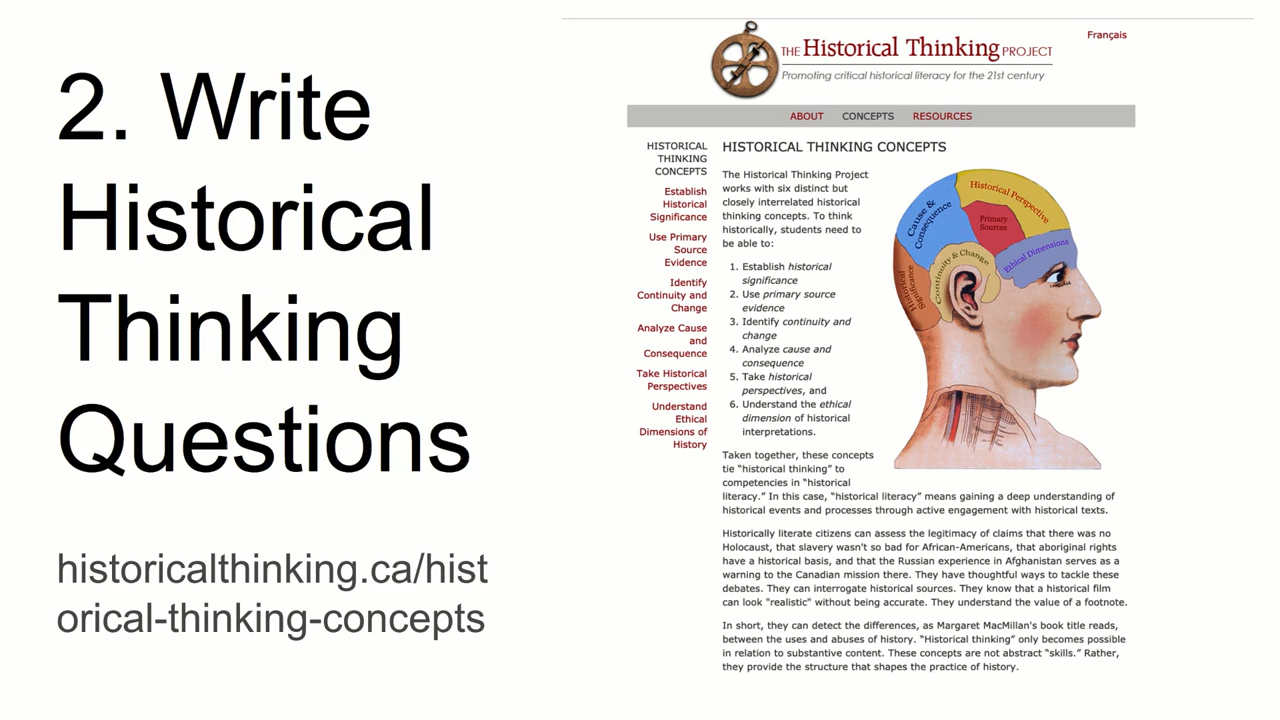 2. Write
Historical
Thinking
Questions
historicalthinking.ca/hist
orical-thinking-concepts
THE Historical Thinking PROJECT
Promoting critical historical literacy for the 21st century
Français
ABOUT CONCEPTS RESOURCES
HISTORICAL
THINKING
CONCEPTS
Establish
Historical
Significance
Use Primary
Source
Evidence
Identify
Continuity and
Change
Analyze Cause
and
Consequence
Take Historical
Perspectives
Understand
Ethical
Dimensions of
History
HISTORICAL THINKING CONCEPTS
The Historical Thinking Project
works with six distinct but
closely interrelated historical
thinking concepts. To think
historically, students need to
be able to:
1. Establish historical
significance
2. Use primary source
evidence
3. Identify continuity and
change
4. Analyze cause and
consequence
5. Take historical
perspectives, and
6. Understand the ethical
dimension of historical
interpretations.
Historical Perspective
Cause &
Consequence
Primary
Sources
Ethical Dimensions
Continuity & Change
Historical
Significance
Taken together, these concepts
tie “historical thinking” to
competencies in “historical
literacy.” In this case, “historical literacy” means gaining a deep understanding of
historical events and processes through active engagement with historical texts.
Historically literate citizens can assess the legitimacy of claims that there was no
Holocaust, that slavery wasn't so bad for African-Americans, that aboriginal rights
have a historical basis, and that the Russian experience in Afghanistan serves as a
warning to the Canadian mission there. They have thoughtful ways to tackle these
debates. They can interrogate historical sources. They know that a historical film
can look "realistic" without being accurate. They understand the value of a footnote.
In short, they can detect the differences, as Margaret MacMillan's book title reads,
between the uses and abuses of history. “Historical thinking” only becomes possible
in relation to substantive content. These concepts are not abstract “skills.” Rather,
they provide the structure that shapes the practice of history.